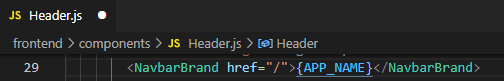 JS Header.js
frontend > components > JS Header.js > Header
29 <NavbarBrand href="/">{APP_NAME}</NavbarBrand>